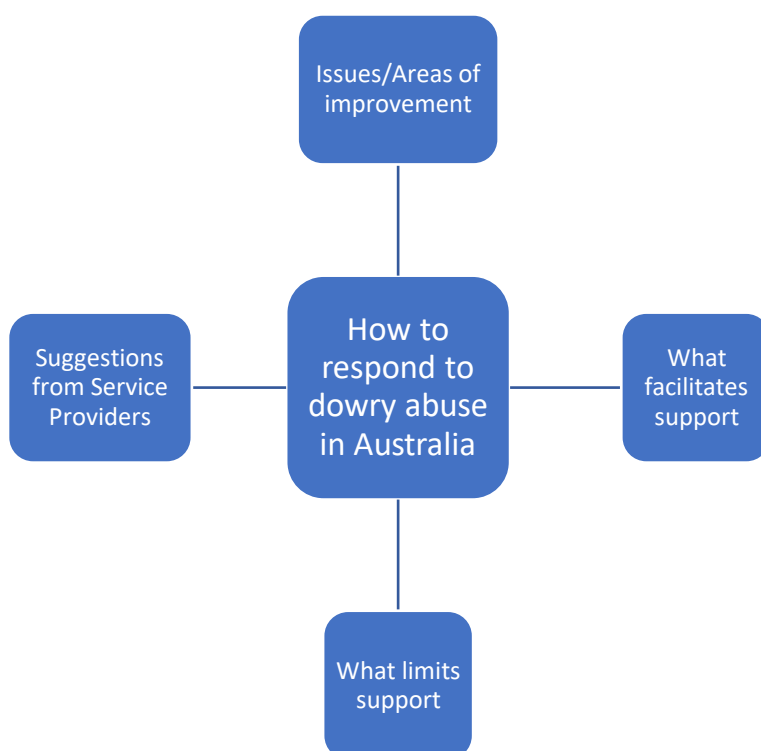 Issues/Areas of
improvement
Suggestions
from Service
Providers
How to
respond to
dowry abuse
in Australia
What
facilitates
support
What limits
support